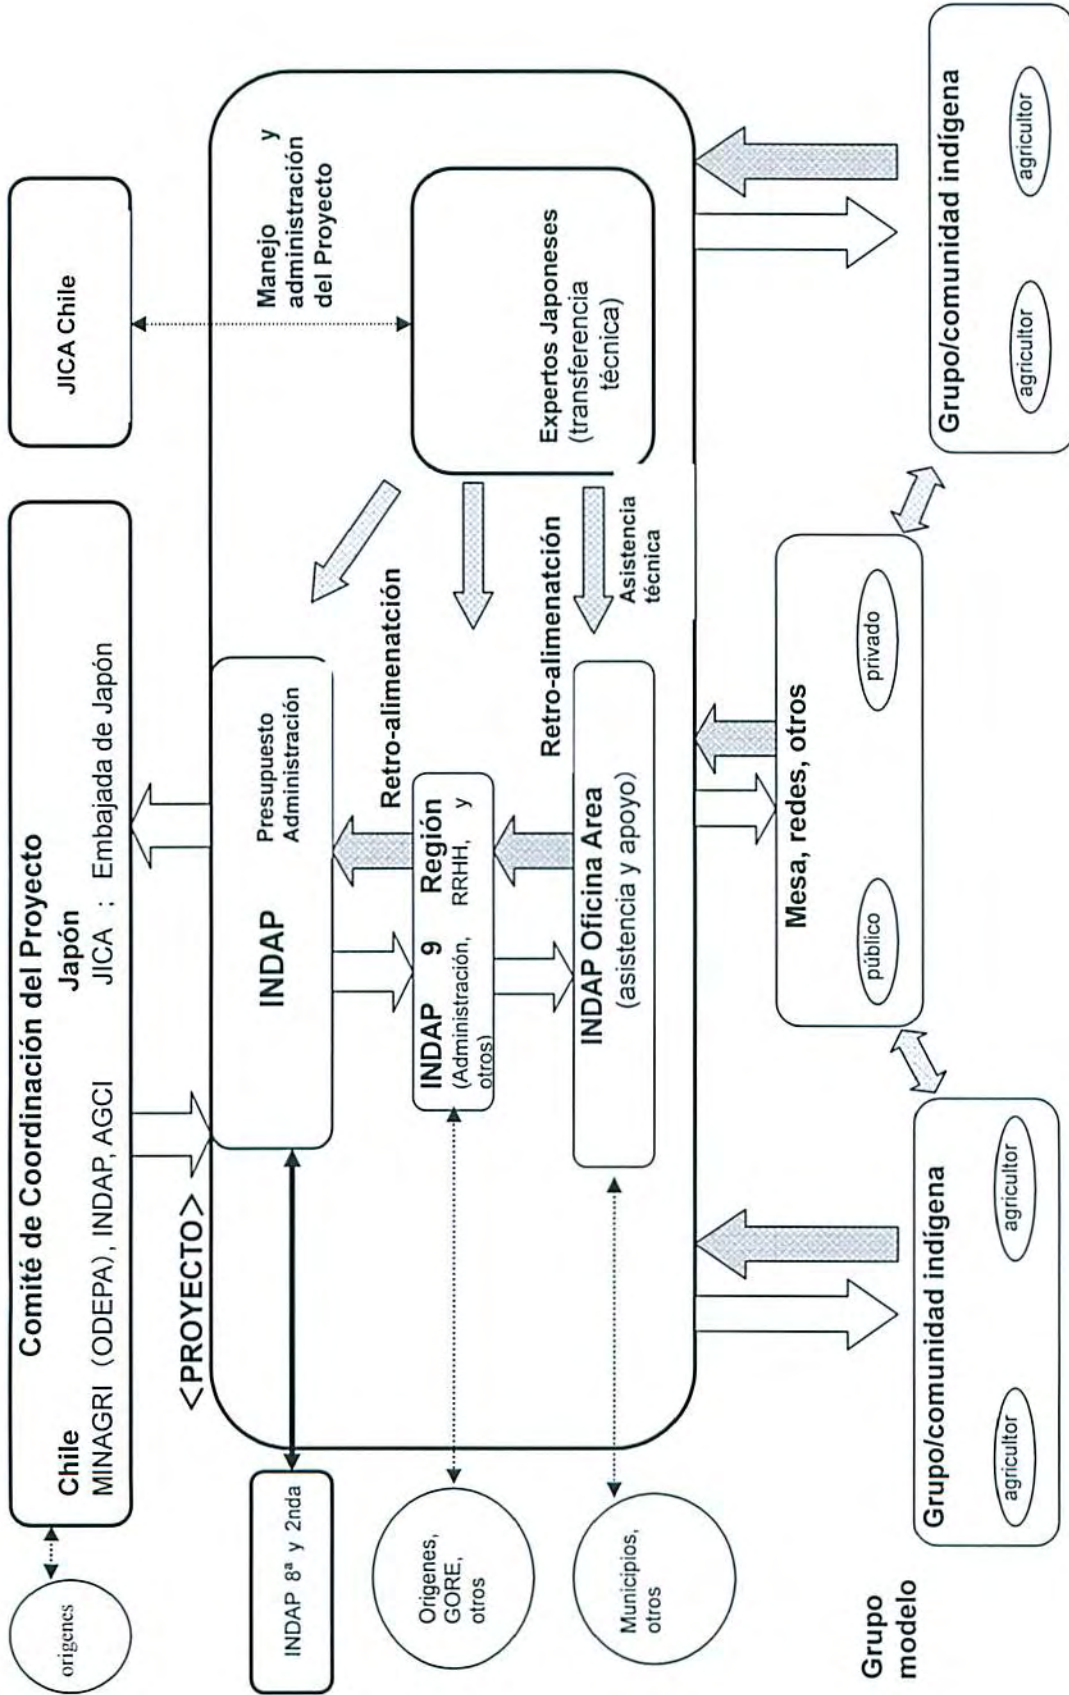 Comité de Coordinación del Proyecto
Chile
Japón
MINAGRI (ODEPA), INDAP, AGCI
JICA ; Embajada de Japón
JICA Chile
origenes
<PROYECTO>
Manejo y
administración
del Proyecto
INDAP
Presupuesto
Administración
INDAP 8ª y 2nda
Retro-alimenatción
INDAP 9 Región
(Administración, RRHH, y
otros)
Origenes,
GORE,
otros
Expertos Japoneses
(transferencia
técnica)
Retro-alimentción
Asistencia
técnica
INDAP Oficina Area
(asistencia y apoyo)
Municipios,
otros
Mesa, redes, otros
público
privado
Grupo
modelo
Grupo/comunidad indígena
agricultor
agricultor
Grupo/comunidad indígena
agricultor
agricultor